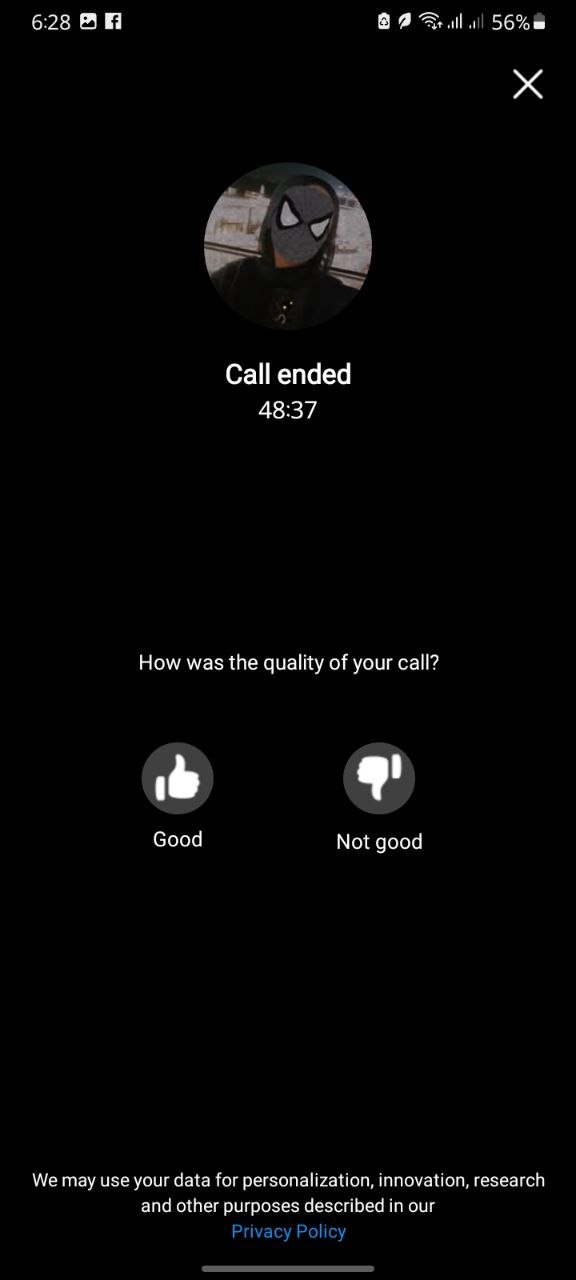 6:28 56%
Call ended
48:37
How was the quality of your call?
Good Not good
We may use your data for personalization, innovation, research
and other purposes described in our
Privacy Policy